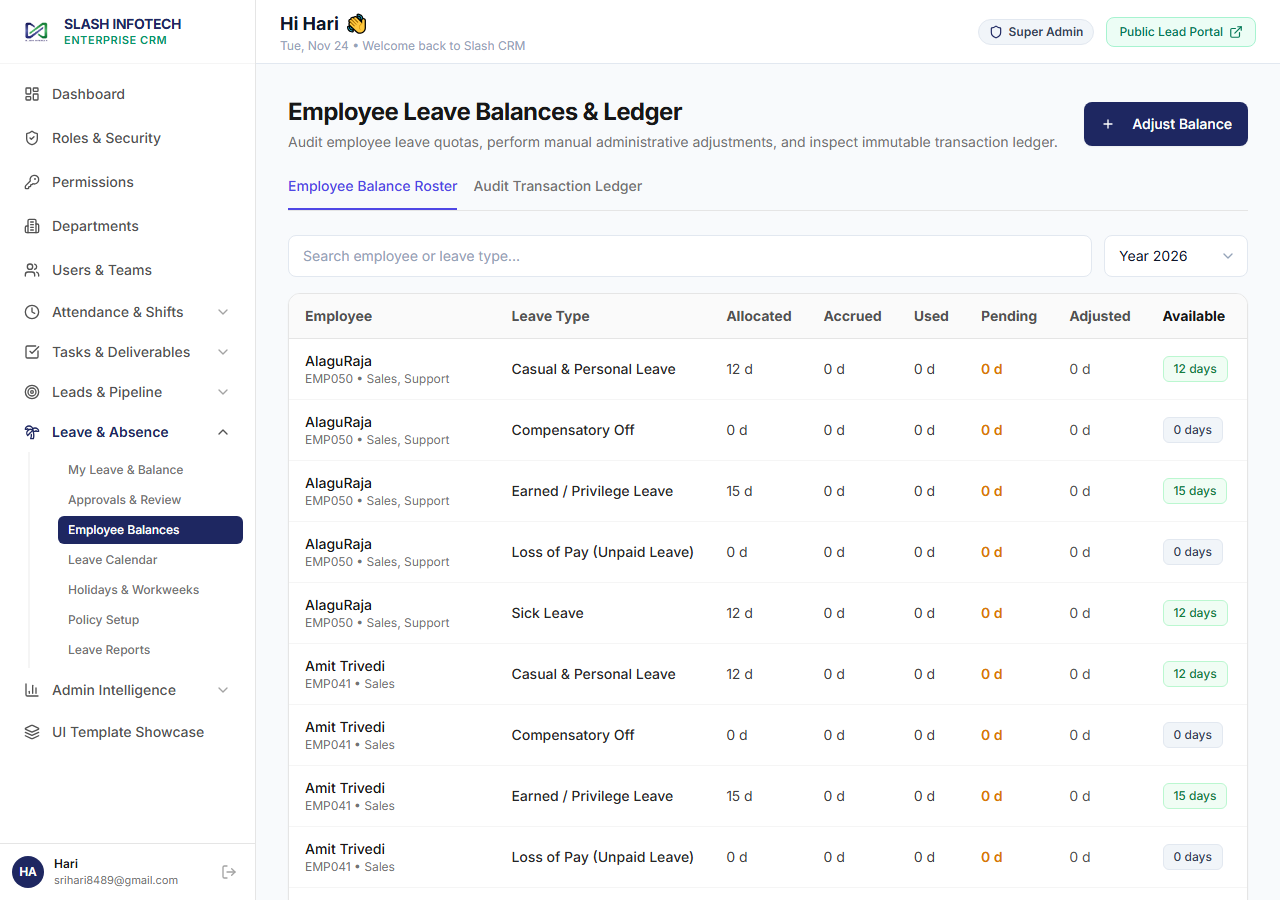 SLASH INFOTECH
ENTERPRISE CRM
Dashboard
Roles & Security
Permissions
Departments
Users & Teams
Attendance & Shifts
Tasks & Deliverables
Leads & Pipeline
Leave & Absence
My Leave & Balance
Approvals & Review
Employee Balances
Leave Calendar
Holidays & Workweeks
Policy Setup
Leave Reports
Admin Intelligence
UI Template Showcase
HA
Hari
srihari8489@gmail.com
Hi Hari 👋
Tue, Nov 24 • Welcome back to Slash CRM
Super Admin
Public Lead Portal
Employee Leave Balances & Ledger
Audit employee leave quotas, perform manual administrative adjustments, and inspect immutable transaction ledger.
+ Adjust Balance
Employee Balance Roster Audit Transaction Ledger
Search employee or leave type...
Year 2026
Employee Leave Type Allocated Accrued Used Pending Adjusted Available
AlaguRaja
EMP050 • Sales, Support
Casual & Personal Leave 12 d 0 d 0 d 0 d 0 d 12 days
AlaguRaja
EMP050 • Sales, Support
Compensatory Off 0 d 0 d 0 d 0 d 0 d 0 days
AlaguRaja
EMP050 • Sales, Support
Earned / Privilege Leave 15 d 0 d 0 d 0 d 0 d 15 days
AlaguRaja
EMP050 • Sales, Support
Loss of Pay (Unpaid Leave) 0 d 0 d 0 d 0 d 0 d 0 days
AlaguRaja
EMP050 • Sales, Support
Sick Leave 12 d 0 d 0 d 0 d 0 d 12 days
Amit Trivedi
EMP041 • Sales
Casual & Personal Leave 12 d 0 d 0 d 0 d 0 d 12 days
Amit Trivedi
EMP041 • Sales
Compensatory Off 0 d 0 d 0 d 0 d 0 d 0 days
Amit Trivedi
EMP041 • Sales
Earned / Privilege Leave 15 d 0 d 0 d 0 d 0 d 15 days
Amit Trivedi
EMP041 • Sales
Loss of Pay (Unpaid Leave) 0 d 0 d 0 d 0 d 0 d 0 days